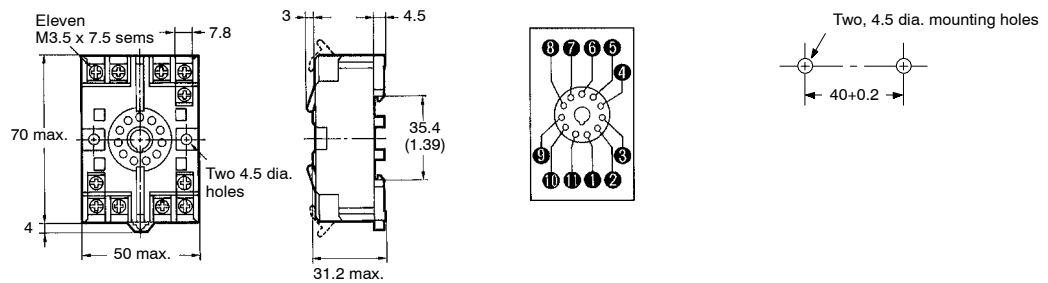 Eleven
M3.5 x 7.5 sems
7.8
70 max.
4
50 max.
Two 4.5 dia.
holes
3
4.5
35.4
(1.39)
31.2 max.
8 7 6 5
4
9
3
10 11 1 2
Two, 4.5 dia. mounting holes
40+0.2